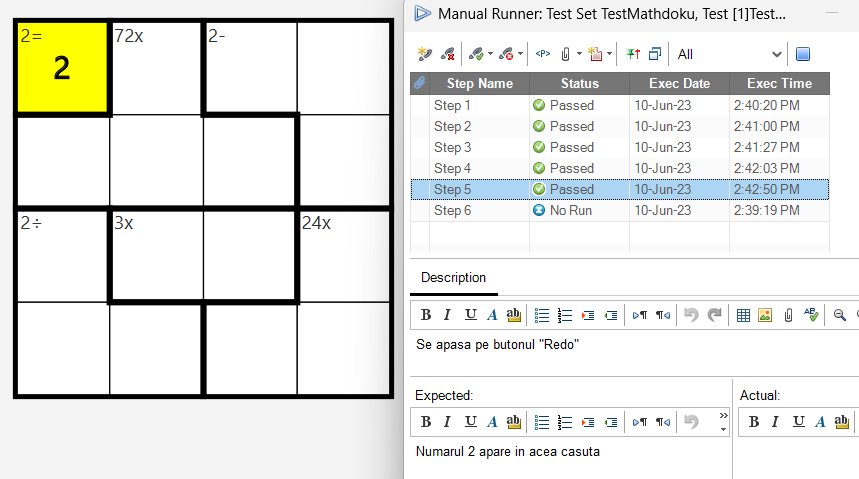 2=
72x
2-
2
2÷
3x
24x
Manual Runner: Test Set TestMathdoku, Test [1]Test...
<P>
All
Step Name Status Exec Date Exec Time
Step 1 Passed 10-Jun-23 2:40:20 PM
Step 2 Passed 10-Jun-23 2:41:00 PM
Step 3 Passed 10-Jun-23 2:41:27 PM
Step 4 Passed 10-Jun-23 2:42:03 PM
Step 5 Passed 10-Jun-23 2:42:50 PM
Step 6 No Run 10-Jun-23 2:39:19 PM
Description
B I U A ab
Se apasa pe butonul "Redo"
Expected:
Actual:
B I U A ab
B I U A ab
Numarul 2 apare in acea casuta